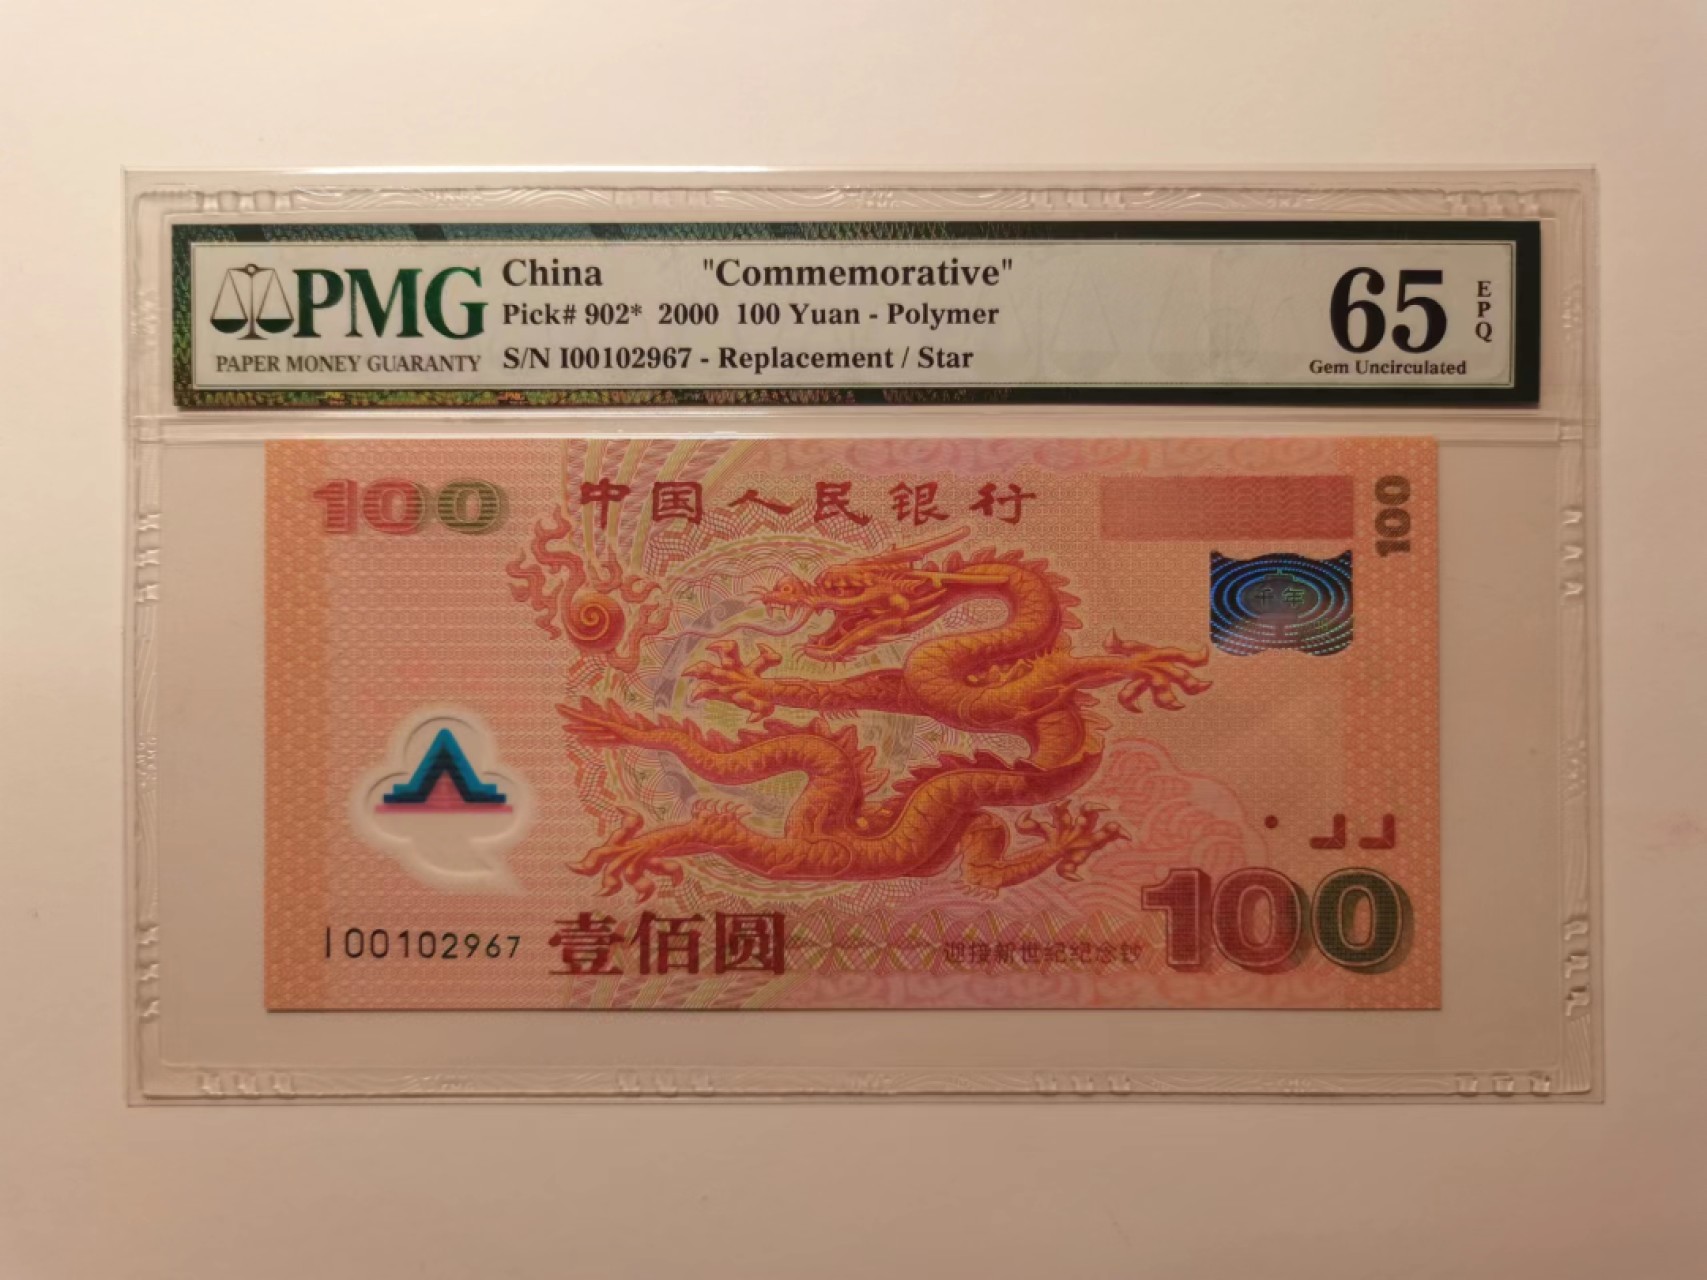 PMG
PAPER MONEY GUARANTY
China "Commemorative"
Pick# 902* 2000 100 Yuan - Polymer
S/N I00102967 - Replacement / Star
65
EPQ
Gem Uncirculated
100
中国人民银行
100
千年
I00102967
壹佰圆
迎接新世纪纪念钞
100